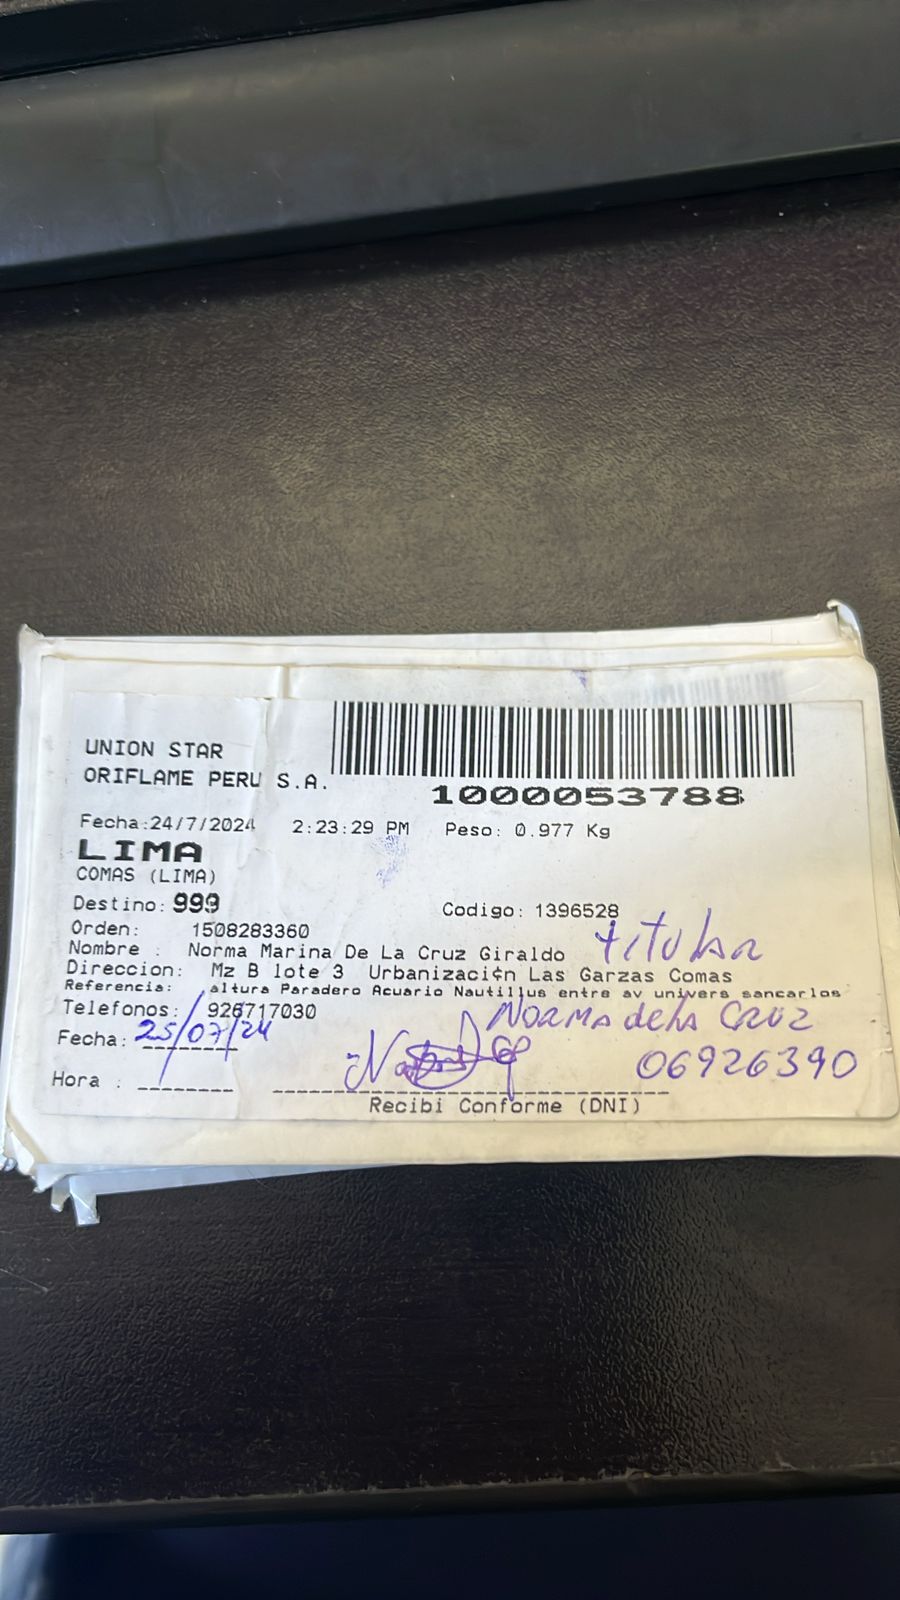 UNION STAR
ORIFLAME PERU S.A.
1000053788
Fecha:24/7/2024 2:23:29 PM Peso: 0.977 Kg
LIMA
COMAS (LIMA)
Destino: 999 Codigo: 1396528
Orden: 1508283360
Nombre : Norma Marina De La Cruz Giraldo titular
Direccion: Mz B lote 3 Urbanizaci¢n Las Garzas Comas
Referencia: altura Paradero Acuario Nautillus entre av univers sancarlos
Telefonos: 926717030 NORMA de la CRUZ
Fecha: 25/07/24
06926390
Hora :
Recibi Conforme (DNI)